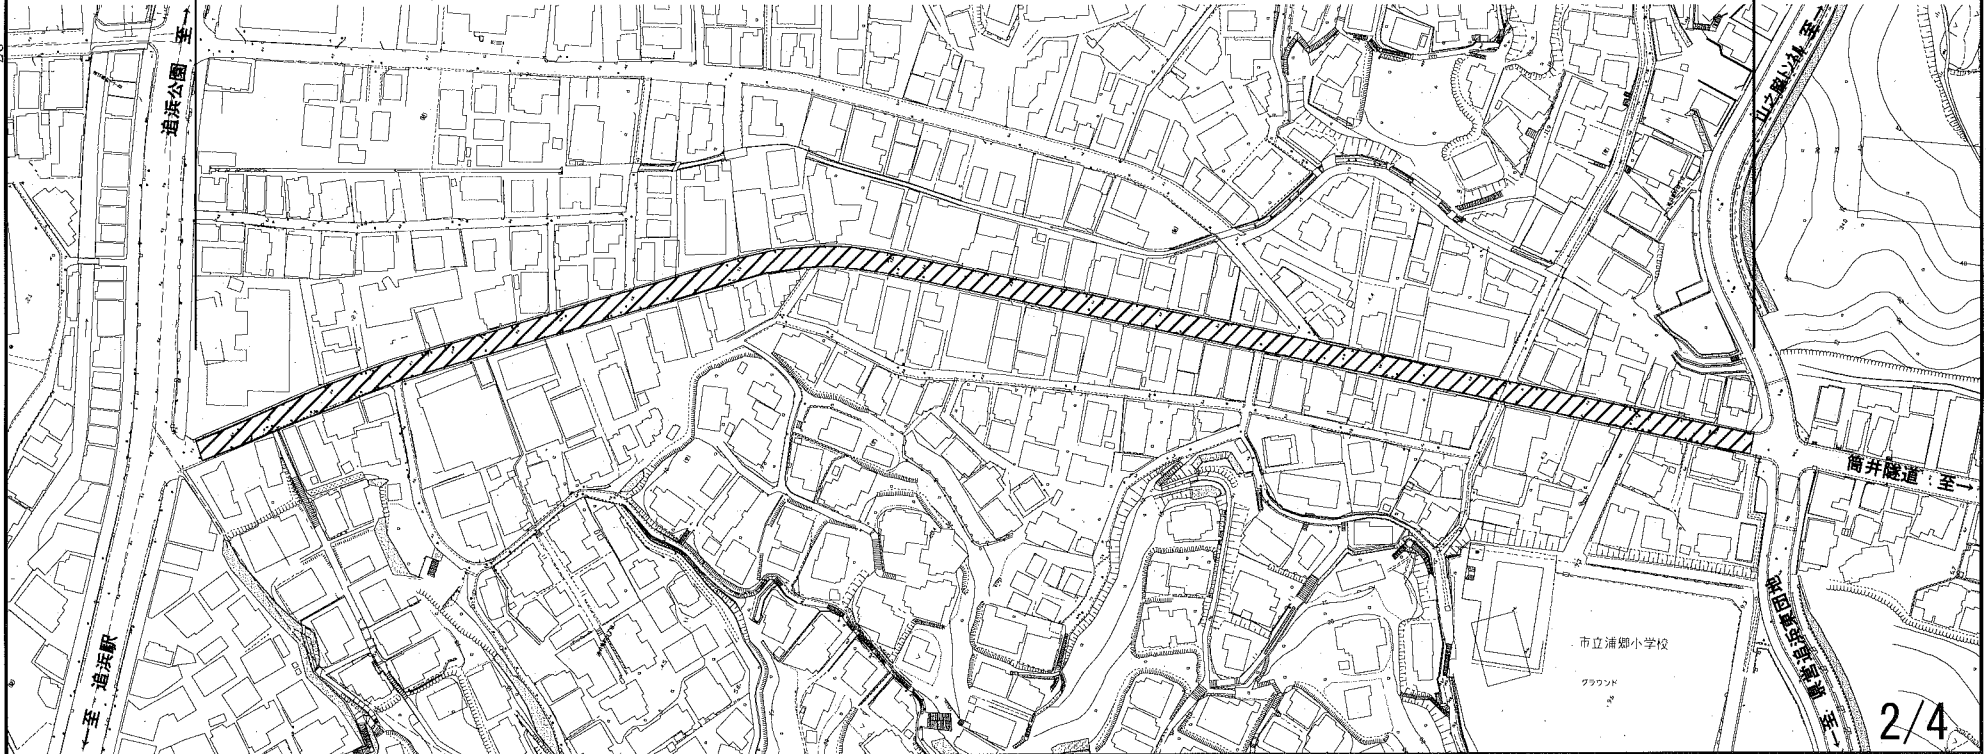 追浜公園 至→
山之脇トンネル 至→
筒井隧道 至→
←至 追浜駅
市立浦郷小学校
グラウンド
←至 県営追浜東団地
2/4